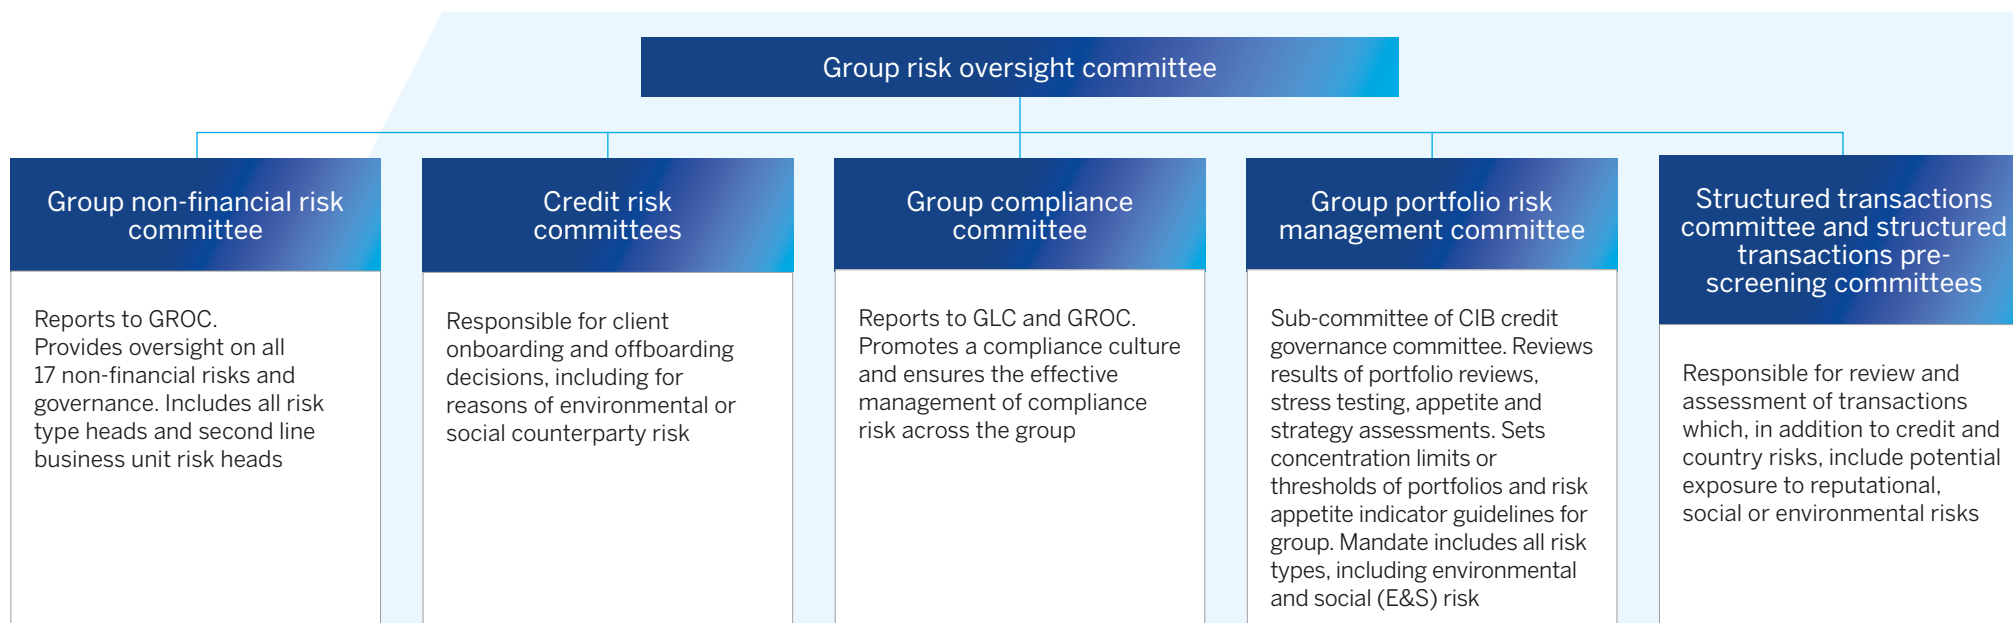 Group risk oversight committee
Group non-financial risk
committee
Reports to GROC.
Provides oversight on all
17 non-financial risks and
governance. Includes all risk
type heads and second line
business unit risk heads
Credit risk
committees
Responsible for client
onboarding and offboarding
decisions, including for
reasons of environmental or
social counterparty risk
Group compliance
committee
Reports to GLC and GROC.
Promotes a compliance culture
and ensures the effective
management of compliance
risk across the group
Group portfolio risk
management committee
Sub-committee of CIB credit
governance committee. Reviews
results of portfolio reviews,
stress testing, appetite and
strategy assessments. Sets
concentration limits or
thresholds of portfolios and risk
appetite indicator guidelines for
group. Mandate includes all risk
types, including environmental
and social (E&S) risk
Structured transactions
committee and structured
transactions pre-
screening committees
Responsible for review and
assessment of transactions
which, in addition to credit and
country risks, include potential
exposure to reputational,
social or environmental risks